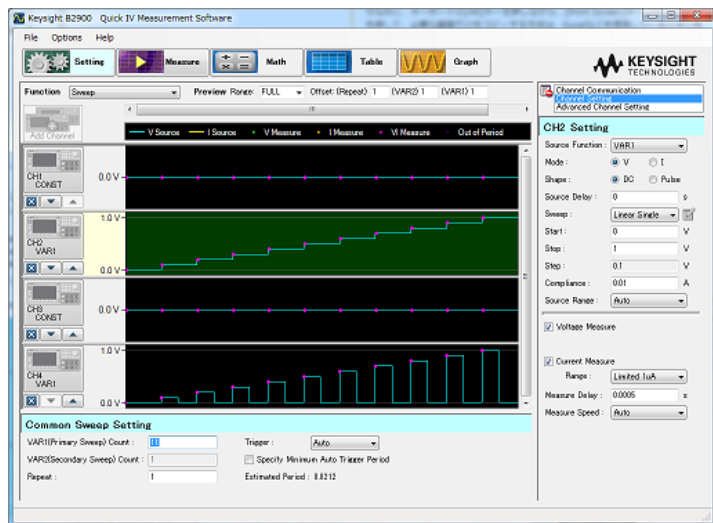 Keysight B2900 Quick IV Measurement Software
File Options Help
Setting Measure Math Table Graph
KEYSIGHT
TECHNOLOGIES
Function Sweep Preview Range: FULL Offset: (Repeat) 1 (VAR2) 1 (VAR1) 1
Add Channel
V Source I Source V Measure I Measure VI Measure Out of Period
CH1
CONST
0.0 V
CH2
VAR1
1.0 V
0.0 V
CH3
CONST
0.0 V
CH4
VAR1
1.0 V
0.0 V
Common Sweep Setting
VAR1(Primary Sweep) Count : 11
VAR2(Secondary Sweep) Count : 1
Repeat : 1
Trigger : Auto
Specify Minimum Auto Trigger Period
Channel Communication
Channel Setting
Advanced Channel Setting
CH2 Setting
Source Function : VAR1
Mode : V I
Shape : DC Pulse
Source Delay : 0 s
Sweep : Linear Single
Start : 0 V
Stop : 1 V
Step : 0.1 V
Compliance : 0.01 A
Source Range : Auto
Voltage Measure
Current Measure
Range : Limited 1uA
Measure Delay : 0.0005 s
Measure Speed : Auto